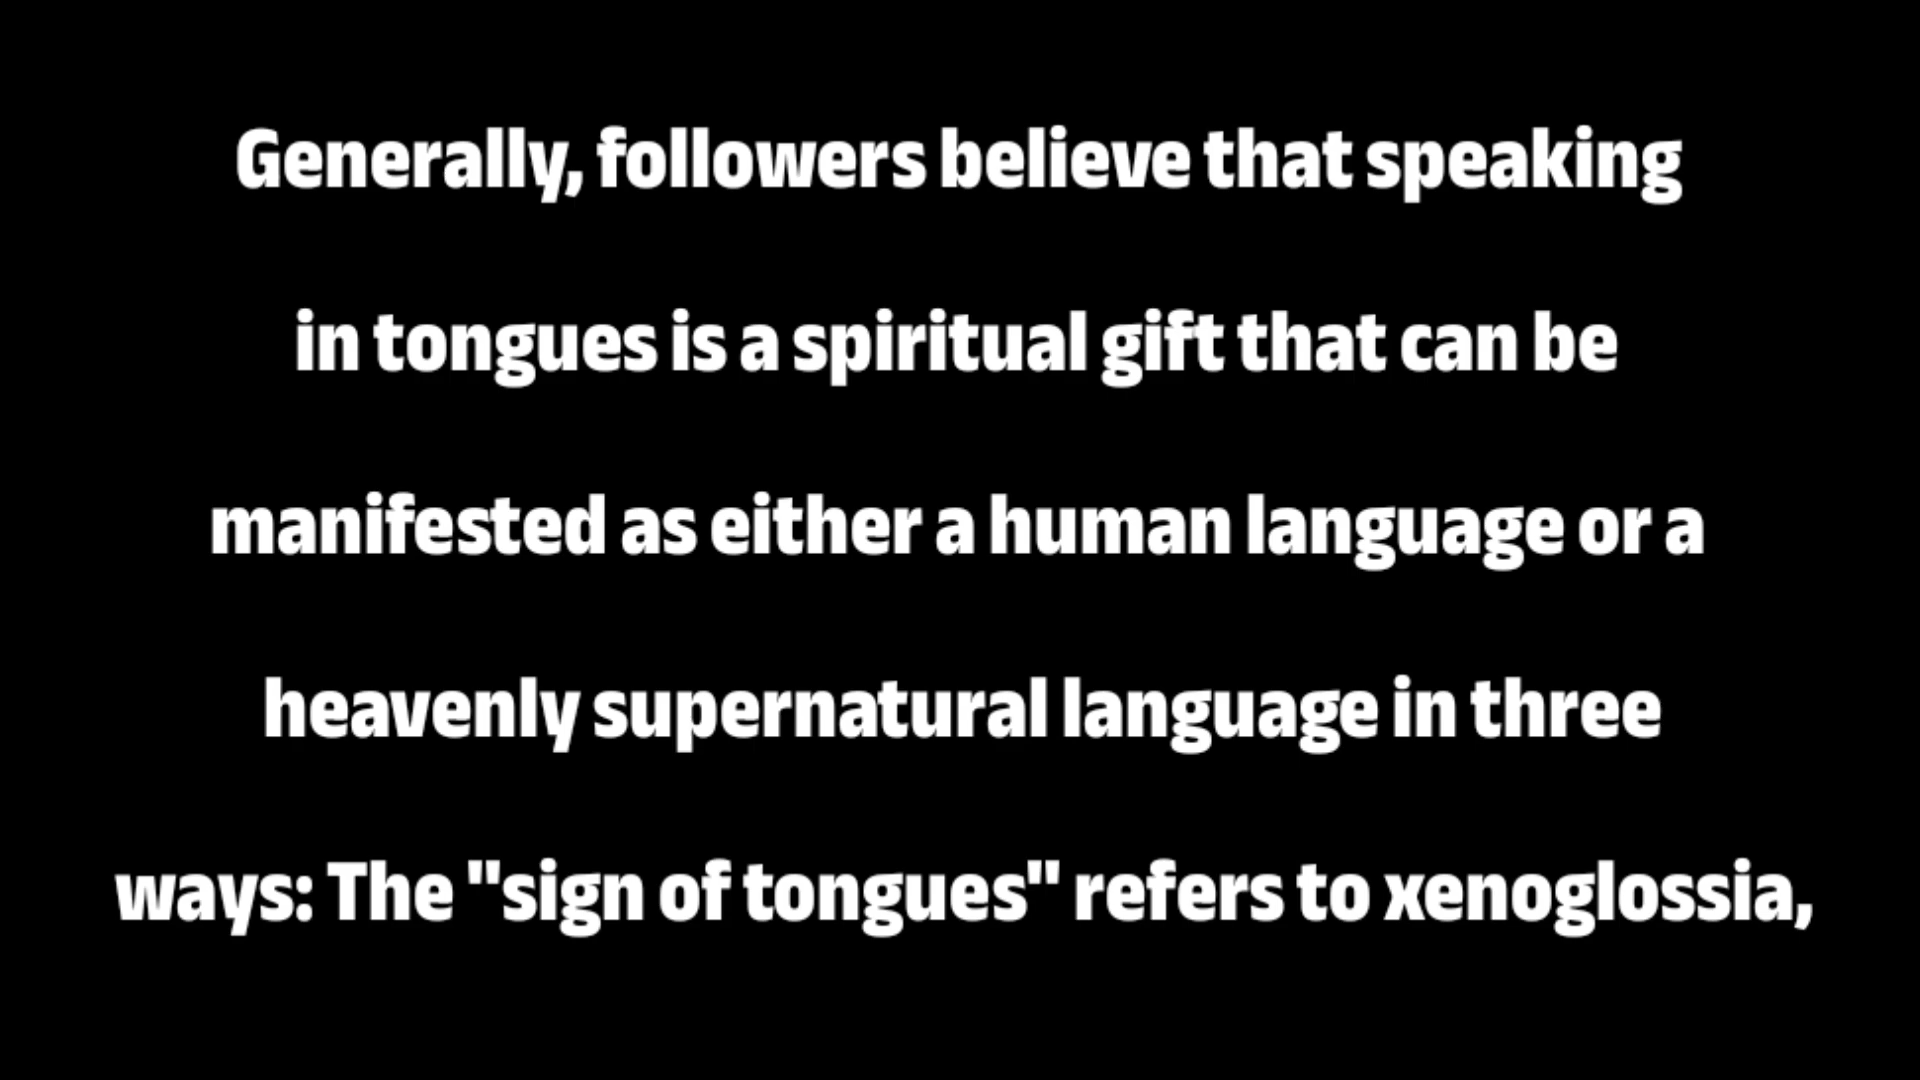 Generally, followers believe that speaking
in tongues is a spiritual gift that can be
manifested as either a human language or a
heavenly supernatural language in three
ways: The "sign of tongues" refers to xenoglossia,